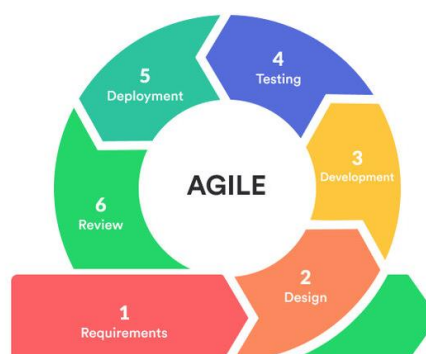 4
Testing
5
Deployment
3
Development
AGILE
6
Review
2
Design
1
Requirements